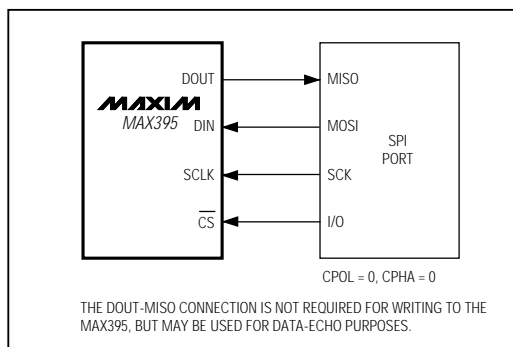 DOUT MISO
MAXIM
MAX395 DIN MOSI
SPI
PORT
SCLK SCK
CS I/O
CPOL = 0, CPHA = 0
THE DOUT-MISO CONNECTION IS NOT REQUIRED FOR WRITING TO THE
MAX395, BUT MAY BE USED FOR DATA-ECHO PURPOSES.